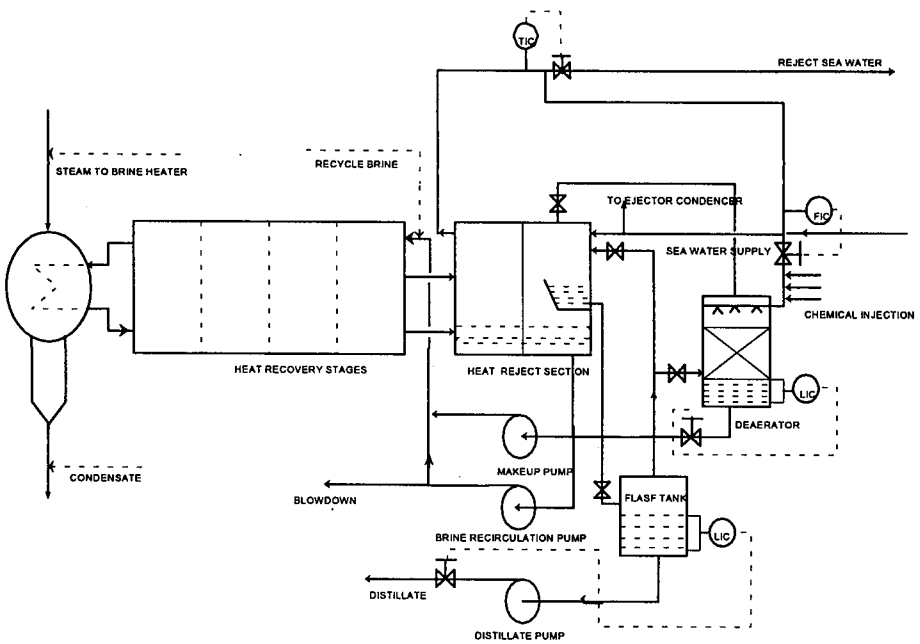 TIC
REJECT SEA WATER
STEAM TO BRINE HEATER
RECYCLE BRINE
TO EJECTOR CONDENCER
FIC
SEA WATER SUPPLY
CHEMICAL INJECTION
HEAT RECOVERY STAGES
HEAT REJECT SECTION
LIC
DEAERATOR
MAKEUP PUMP
CONDENSATE
BLOWDOWN
FLASF TANK
BRINE RECIRCULATION PUMP
LIC
DISTILLATE
DISTILLATE PUMP